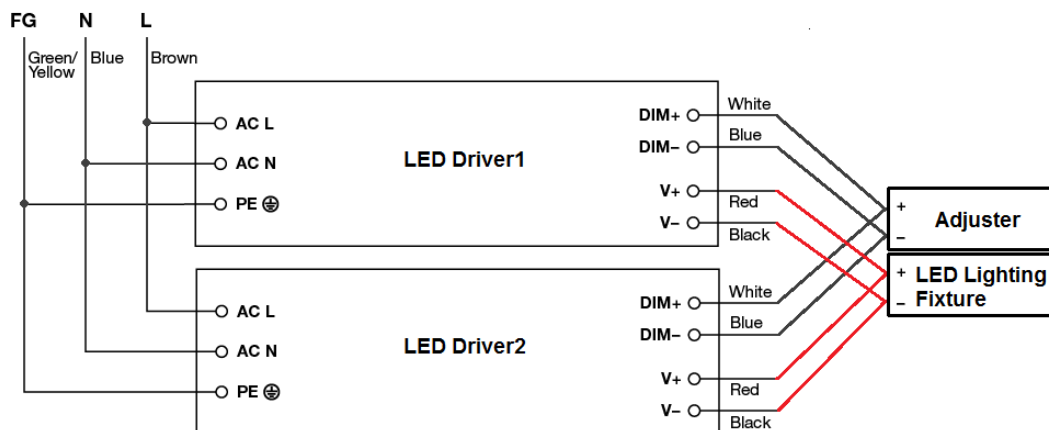 FG N L
Green/
Yellow
Blue
Brown
AC L
AC N
PE
LED Driver1
DIM+
DIM−
V+
V−
White
Blue
Red
Black
+
−
Adjuster
+
−
LED Lighting
Fixture
AC L
AC N
PE
LED Driver2
DIM+
DIM−
V+
V−
White
Blue
Red
Black